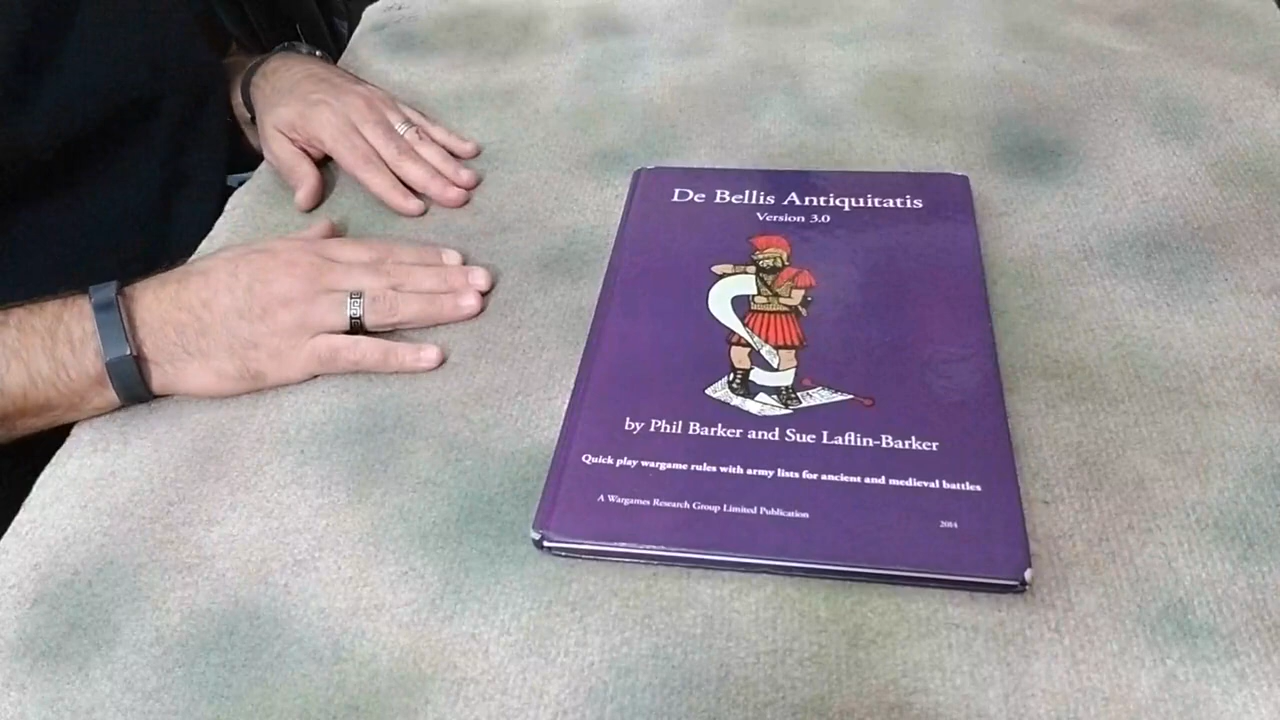 De Bellis Antiquitatis
Version 3.0
by Phil Barker and Sue Laflin-Barker
Quick play wargame rules with army lists for ancient and medieval battles
A Wargames Research Group Limited Publication
2014